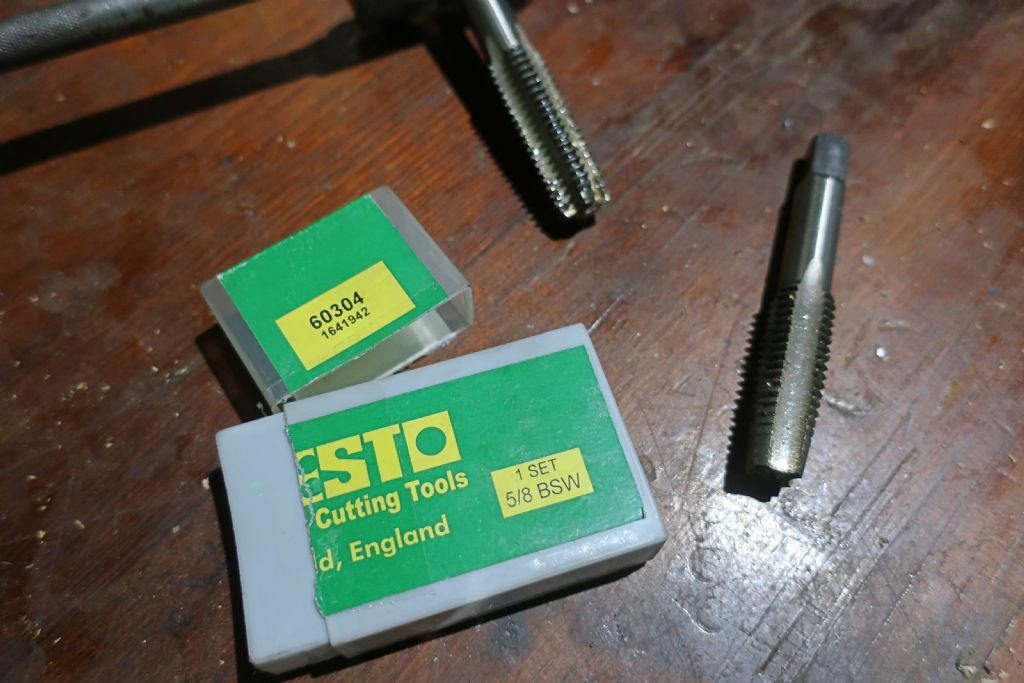 60304
1641942
ESTO
Cutting Tools
d, England
1 SET
5/8 BSW